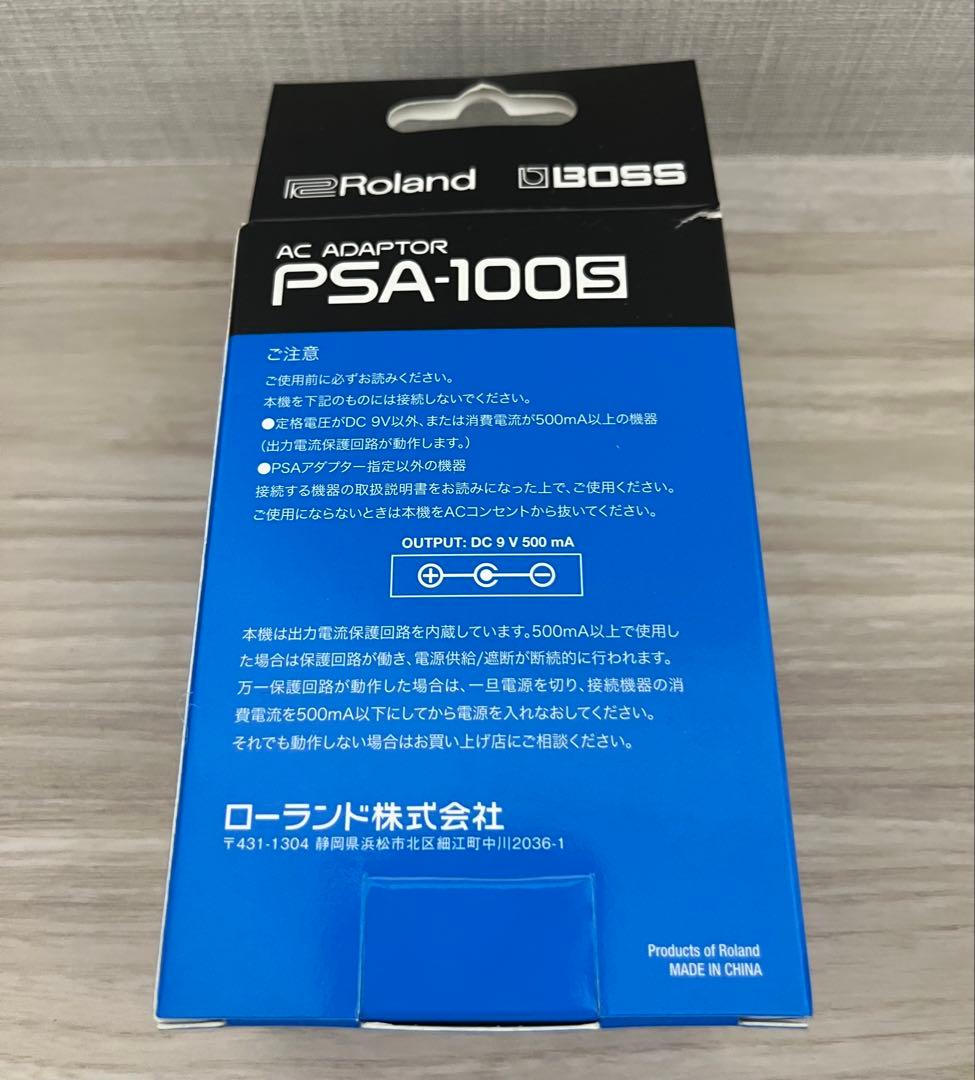 Roland BOSS
AC ADAPTOR
PSA-100S
ご注意
ご使用前に必ずお読みください。
本機を下記のものには接続しないでください。
●定格電圧がDC 9V以外、または消費電流が500mA以上の機器
(出力電流保護回路が動作します。)
●PSAアダプター指定以外の機器
接続する機器の取扱説明書をお読みになった上で、ご使用ください。
ご使用にならないときは本機をACコンセントから抜いてください。
OUTPUT: DC 9 V 500 mA
本機は出力電流保護回路を内蔵しています。500mA以上で使用し
た場合は保護回路が働き、電源供給/遮断が断続的に行われます。
万一保護回路が動作した場合は、一旦電源を切り、接続機器の消
費電流を500mA以下にしてから電源を入れなおしてください。
それでも動作しない場合はお買い上げ店にご相談ください。
ローランド株式会社
〒431-1304 静岡県浜松市北区細江町中川2036-1
Products of Roland
MADE IN CHINA